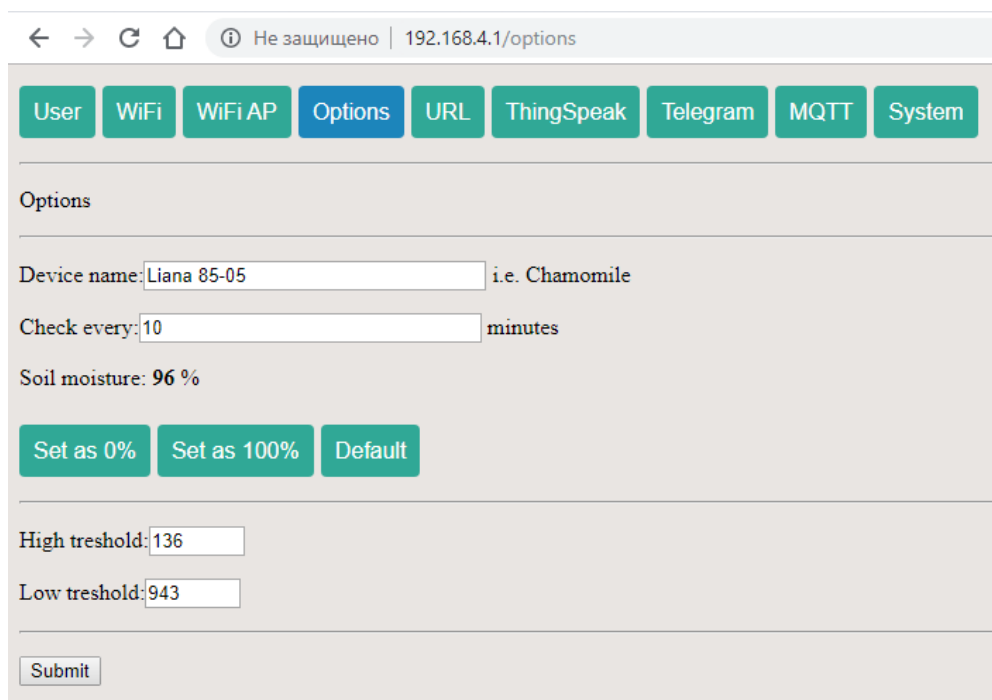 Не защищено | 192.168.4.1/options
User WiFi WiFi AP Options URL ThingSpeak Telegram MQTT System
Options
Device name: Liana 85-05 i.e. Chamomile
Check every: 10 minutes
Soil moisture: 96 %
Set as 0% Set as 100% Default
High treshold: 136
Low treshold: 943
Submit